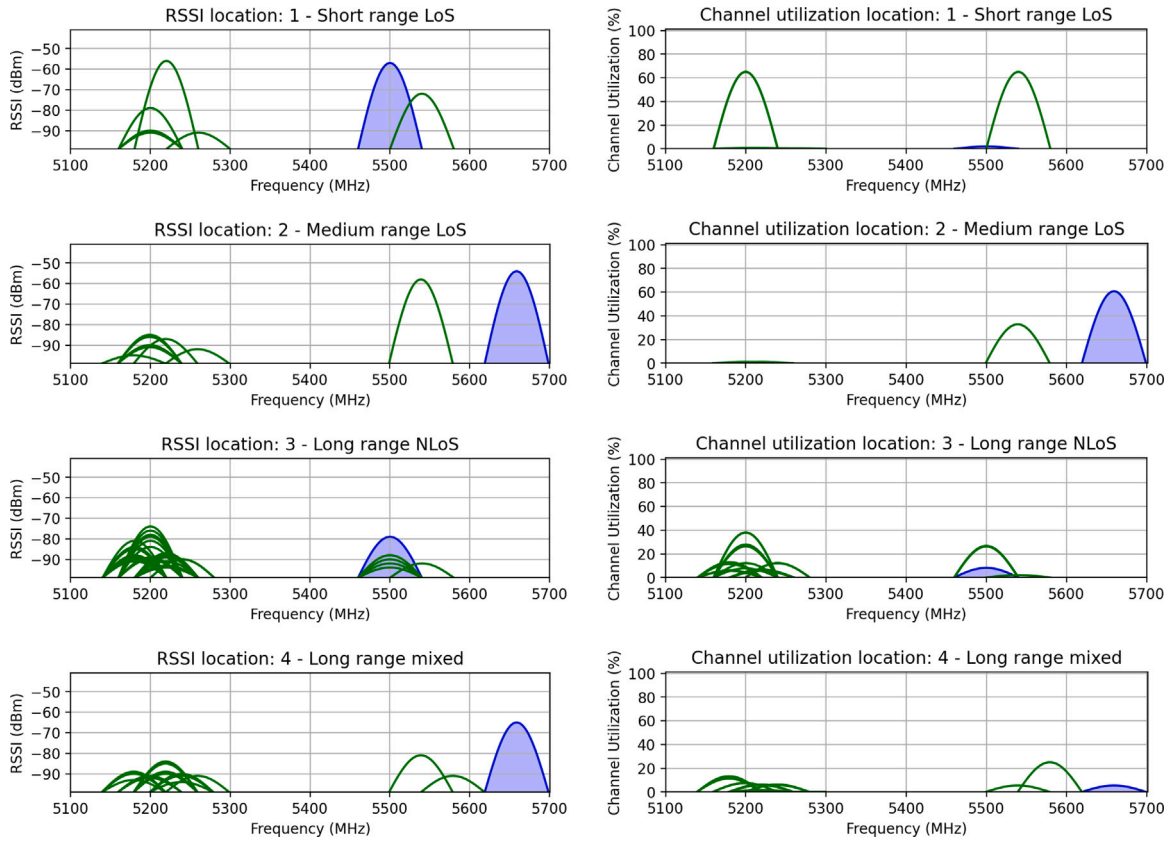 RSSI location: 1 - Short range LoS
RSSI (dBm)
−50
−60
−70
−80
−90
5100 5200 5300 5400 5500 5600 5700
Frequency (MHz)
Channel utilization location: 1 - Short range LoS
Channel Utilization (%)
100
80
60
40
20
0
5100 5200 5300 5400 5500 5600 5700
Frequency (MHz)
RSSI location: 2 - Medium range LoS
RSSI (dBm)
−50
−60
−70
−80
−90
5100 5200 5300 5400 5500 5600 5700
Frequency (MHz)
Channel utilization location: 2 - Medium range LoS
Channel Utilization (%)
100
80
60
40
20
0
5100 5200 5300 5400 5500 5600 5700
Frequency (MHz)
RSSI location: 3 - Long range NLoS
RSSI (dBm)
−50
−60
−70
−80
−90
5100 5200 5300 5400 5500 5600 5700
Frequency (MHz)
Channel utilization location: 3 - Long range NLoS
Channel Utilization (%)
100
80
60
40
20
0
5100 5200 5300 5400 5500 5600 5700
Frequency (MHz)
RSSI location: 4 - Long range mixed
RSSI (dBm)
−50
−60
−70
−80
−90
5100 5200 5300 5400 5500 5600 5700
Frequency (MHz)
Channel utilization location: 4 - Long range mixed
Channel Utilization (%)
100
80
60
40
20
0
5100 5200 5300 5400 5500 5600 5700
Frequency (MHz)